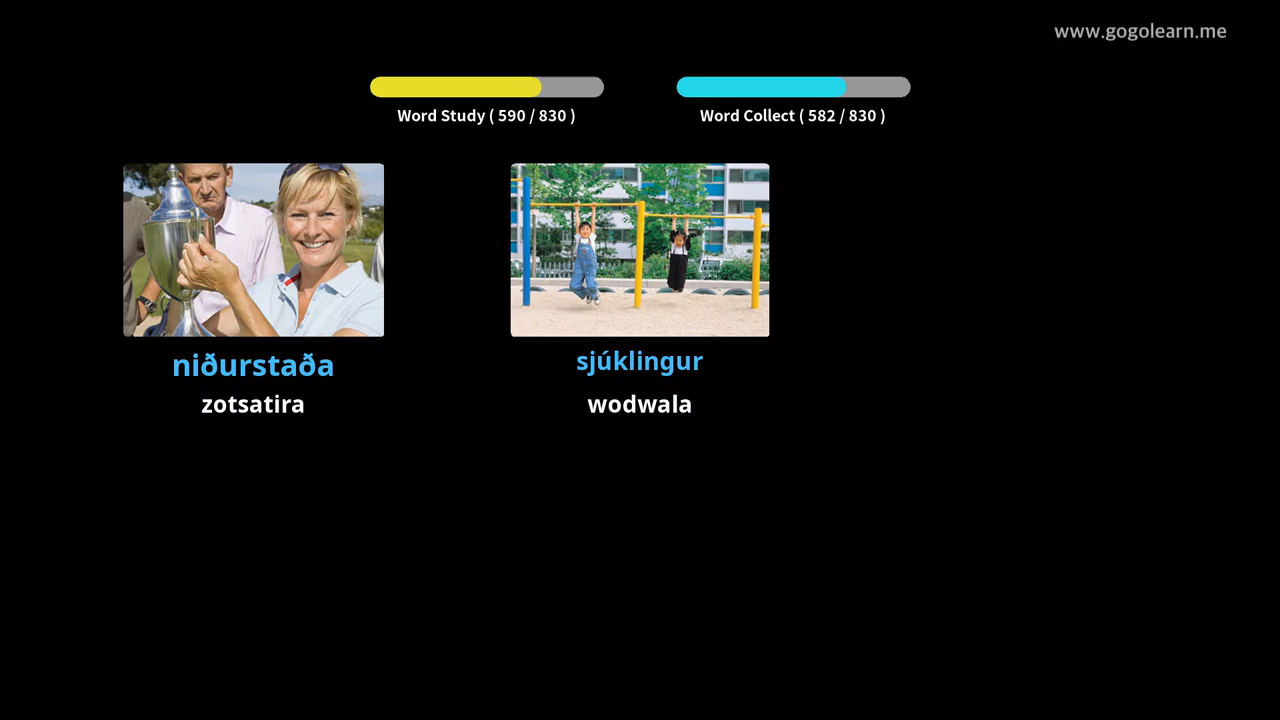 www.gogolearn.me
Word Study ( 590 / 830 )
Word Collect ( 582 / 830 )
niðurstaða
zotsatira
sjúklingur
wodwala